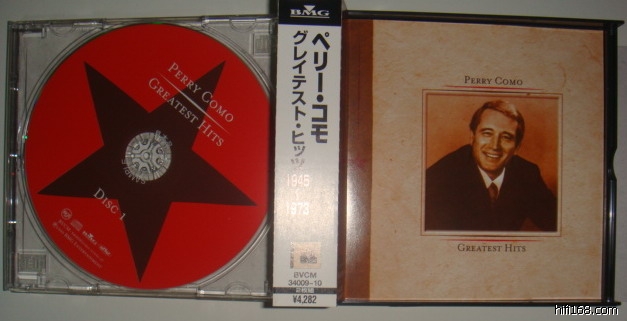 PERRY COMO
GREATEST HITS
DISC 1
BMG
ペリー・コモ
グレイテスト・ヒッツ
1945
1973
BVCM
34009-10
¥4,282
PERRY COMO
GREATEST HITS
hifi168.com